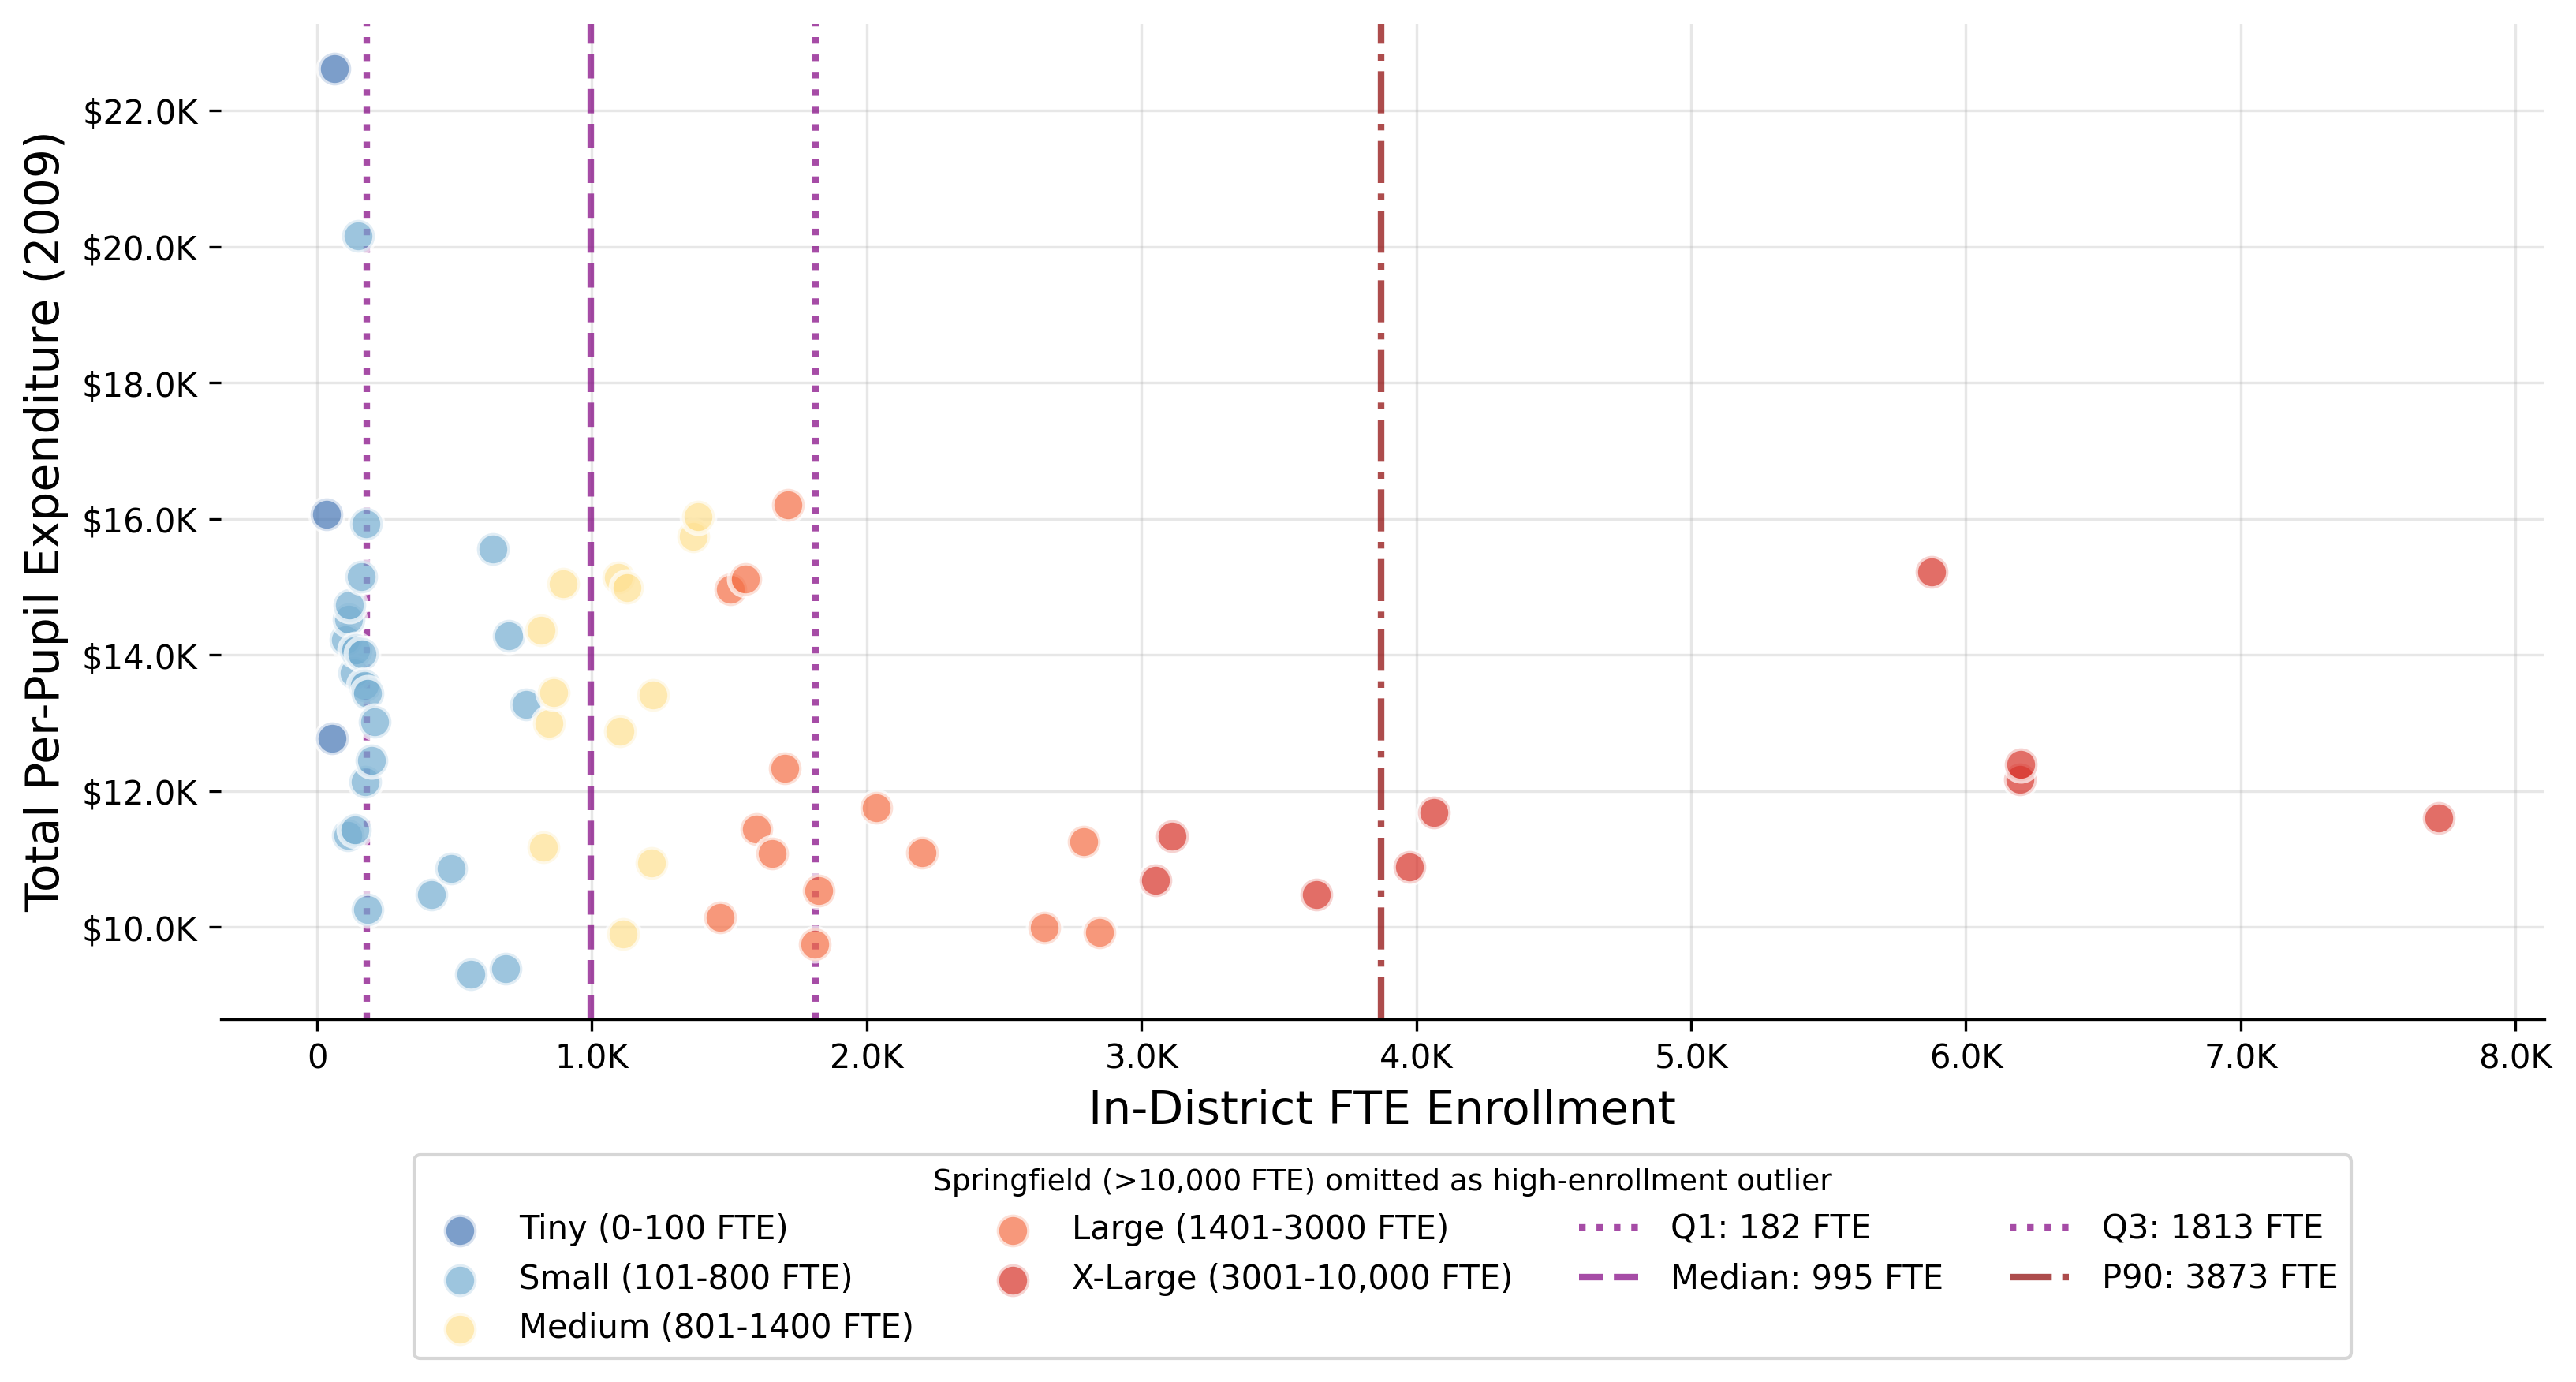 Total Per-Pupil Expenditure (2009)
$22.0K
$20.0K
$18.0K
$16.0K
$14.0K
$12.0K
$10.0K
0 1.0K 2.0K 3.0K 4.0K 5.0K 6.0K 7.0K 8.0K
In-District FTE Enrollment
Springfield (>10,000 FTE) omitted as high-enrollment outlier
Tiny (0-100 FTE)
Small (101-800 FTE)
Medium (801-1400 FTE)
Large (1401-3000 FTE)
X-Large (3001-10,000 FTE)
Q1: 182 FTE
Median: 995 FTE
Q3: 1813 FTE
P90: 3873 FTE